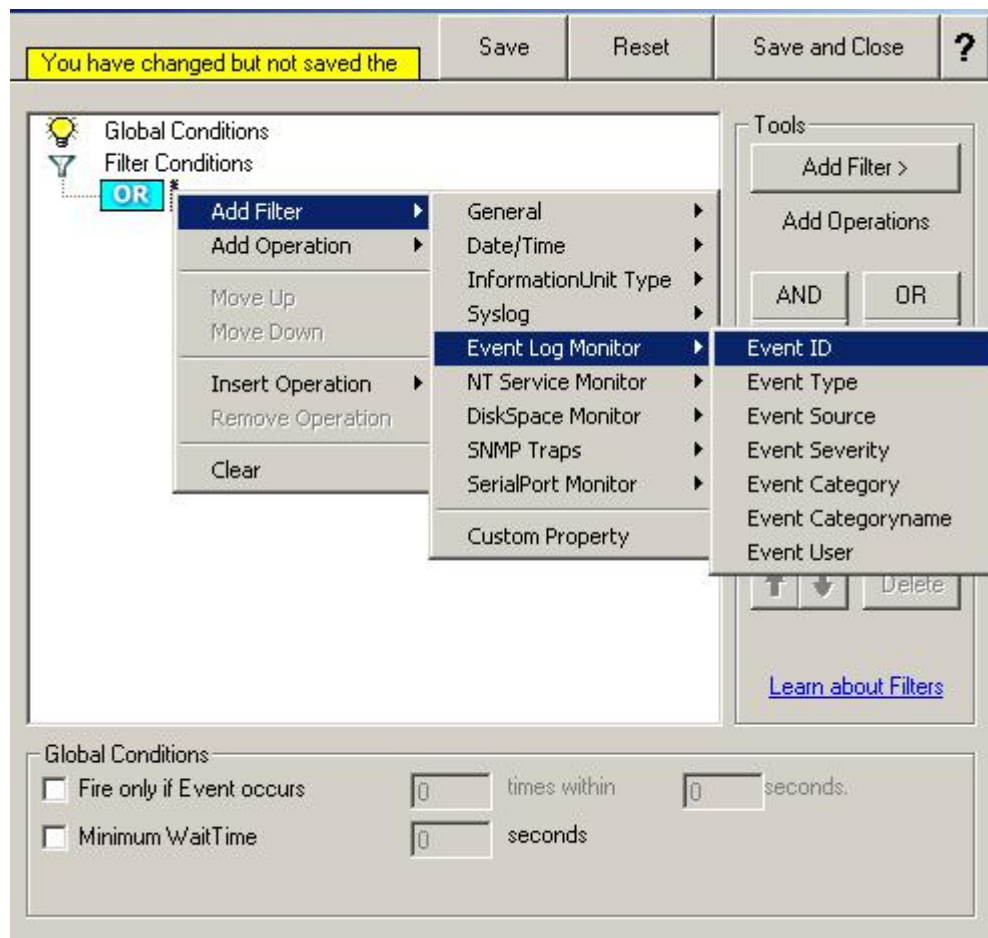 You have changed but not saved the
Save
Reset
Save and Close
?
Global Conditions
Filter Conditions
OR
Add Filter
Add Operation
Move Up
Move Down
Insert Operation
Remove Operation
Clear
General
Date/Time
InformationUnit Type
Syslog
Event Log Monitor
NT Service Monitor
DiskSpace Monitor
SNMP Traps
SerialPort Monitor
Custom Property
Event ID
Event Type
Event Source
Event Severity
Event Category
Event Categoryname
Event User
Tools
Add Filter >
Add Operations
AND
OR
Delete
Learn about Filters
Global Conditions
Fire only if Event occurs 0 times within 0 seconds.
Minimum WaitTime 0 seconds